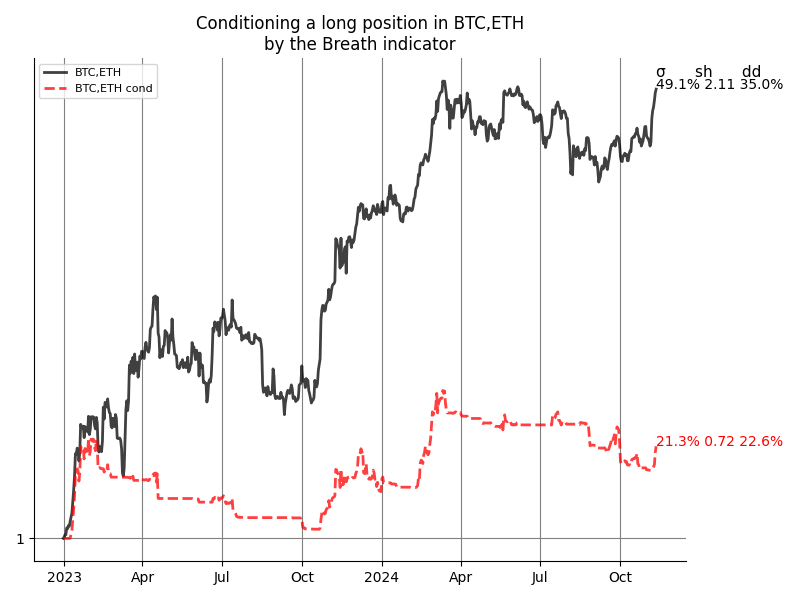 Conditioning a long position in BTC,ETH
by the Breath indicator
BTC,ETH
BTC,ETH cond
σ sh dd
49.1% 2.11 35.0%
21.3% 0.72 22.6%
1
2023 Apr Jul Oct 2024 Apr Jul Oct